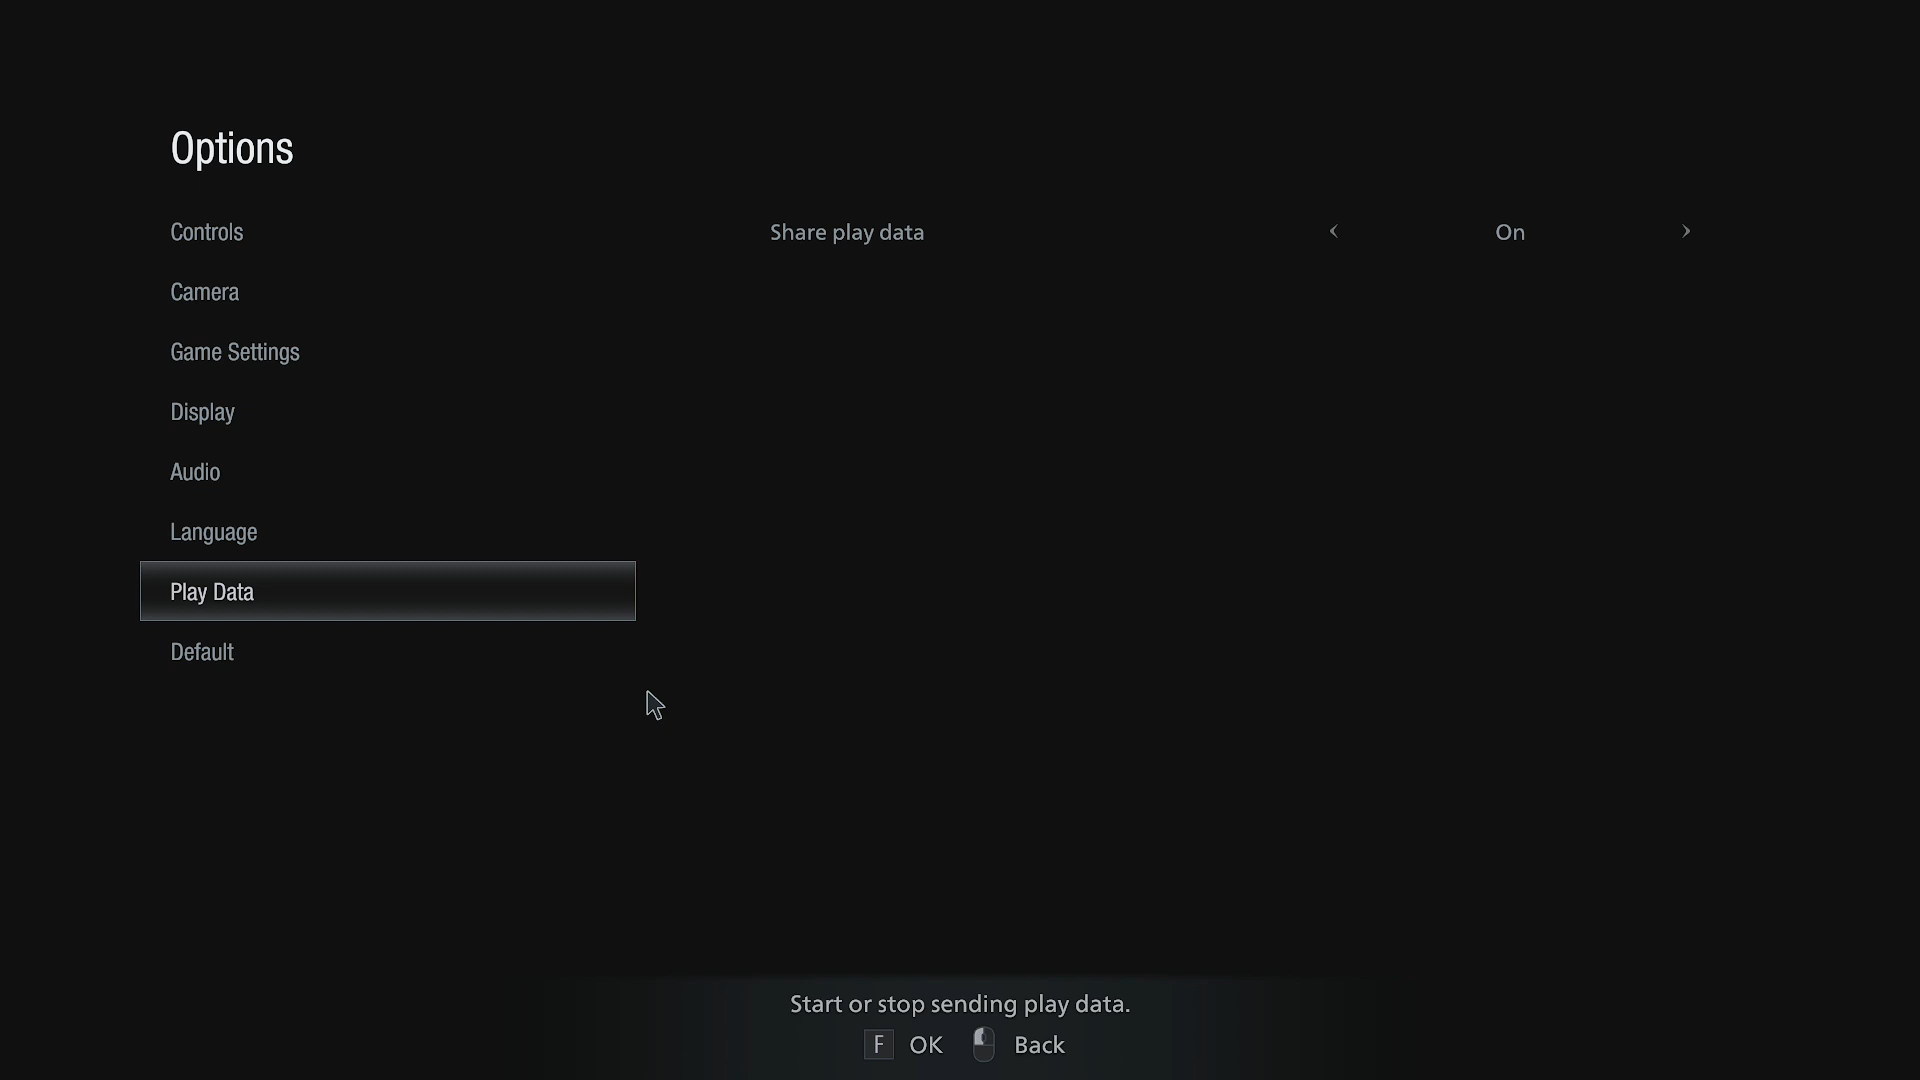 Options
Controls
Share play data
On
Camera
Game Settings
Display
Audio
Language
Play Data
Default
Start or stop sending play data.
F OK Back